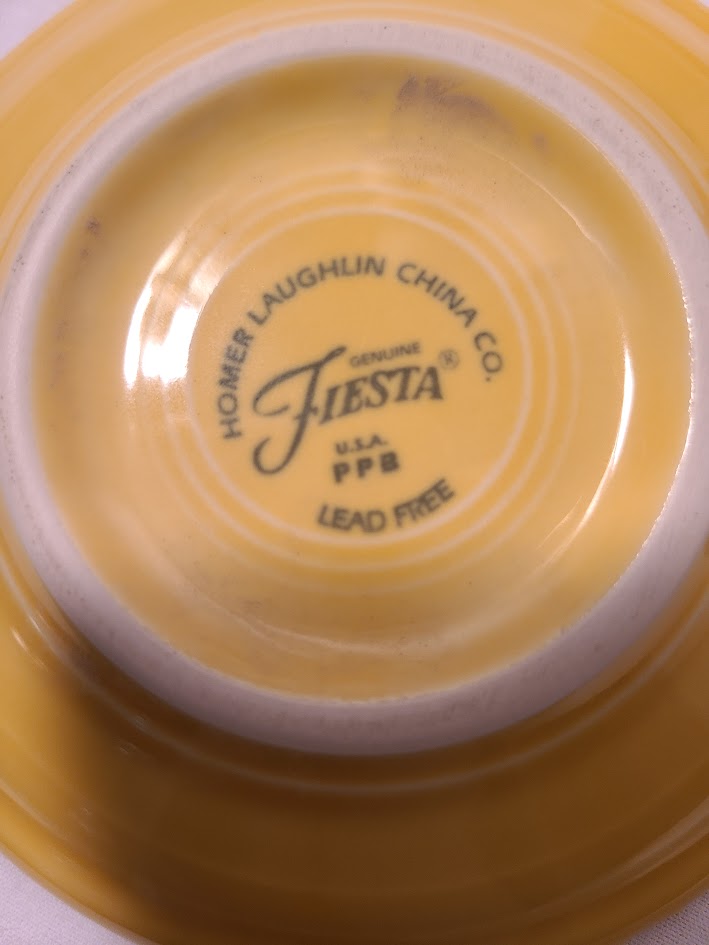 HOMER LAUGHLIN CHINA CO.
GENUINE
FIESTA®
U.S.A.
PPB
LEAD FREE